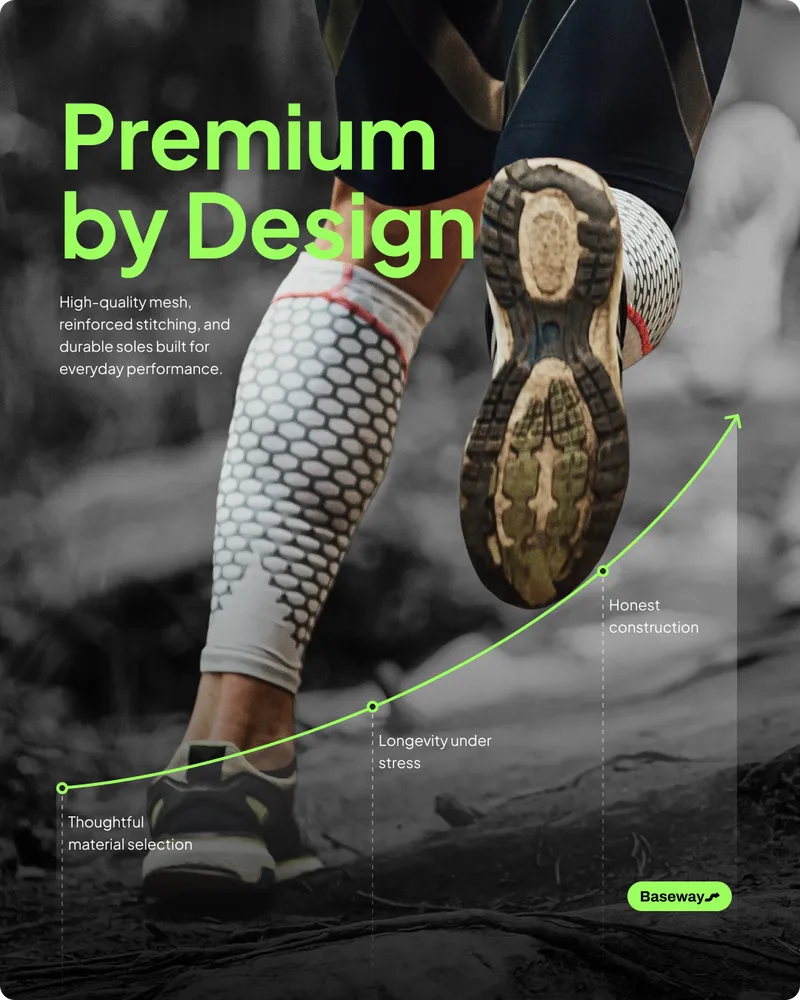 Premium
by Design
High-quality mesh,
reinforced stitching, and
durable soles built for
everyday performance.
Honest
construction
Longevity under
stress
Thoughtful
material selection
Baseway